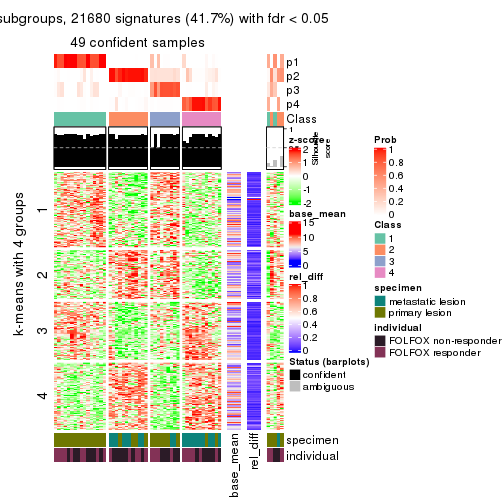 subgroups, 21680 signatures (41.7%) with fdr < 0.05
49 confident samples
p1
p2
p3
p4
Class
1
Silhouette
score
z-score
2
1
0
-1
-2
base_mean
15
10
5
0
rel_diff
1
0.8
0.6
0.4
0.2
0
Status (barplots)
confident
ambiguous
Prob
1
0.8
0.6
0.4
0.2
0
Class
1
2
3
4
specimen
metastatic lesion
primary lesion
individual
FOLFOX non-responder
FOLFOX responder
k-means with 4 groups
1
2
3
4
specimen
individual
base_mean
rel_diff